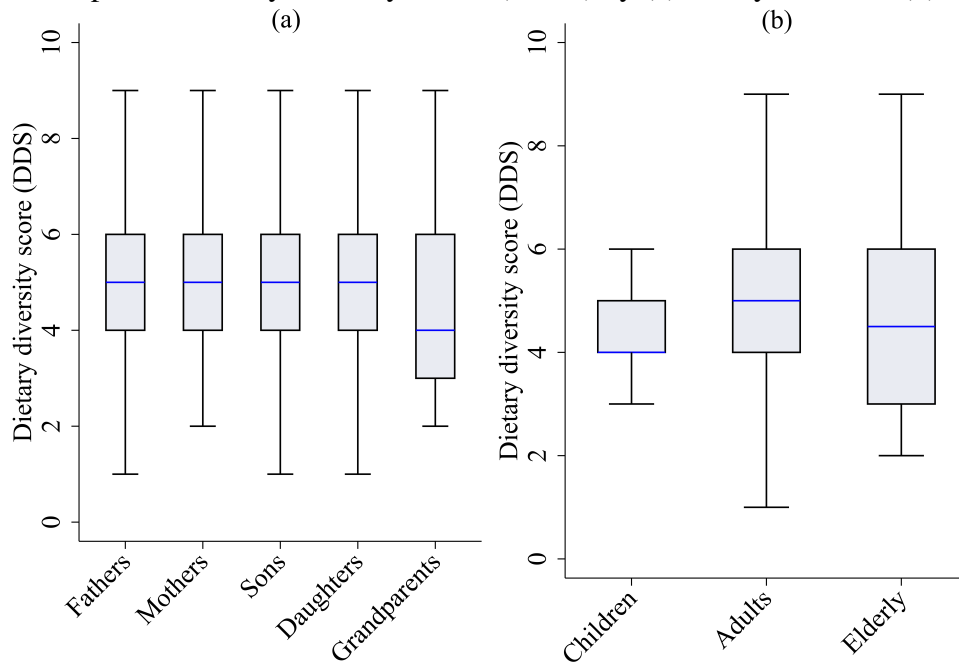 (a)
(b)
Dietary diversity score (DDS)
10
8
6
4
2
0
Fathers
Mothers
Sons
Daughters
Grandparents
Dietary diversity score (DDS)
10
8
6
4
2
0
Children
Adults
Elderly